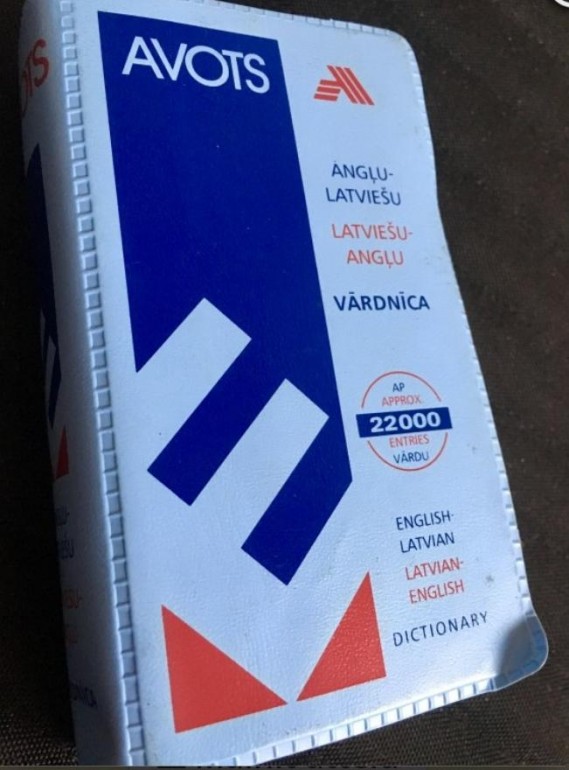 AVOTS
ANGĻU-
LATVIEŠU
LATVIEŠU-
ANGĻU
VĀRDNĪCA
AP
APPROX.
22000
ENTRIES
VĀRDU
ENGLISH-
LATVIAN
LATVIAN-
ENGLISH
DICTIONARY